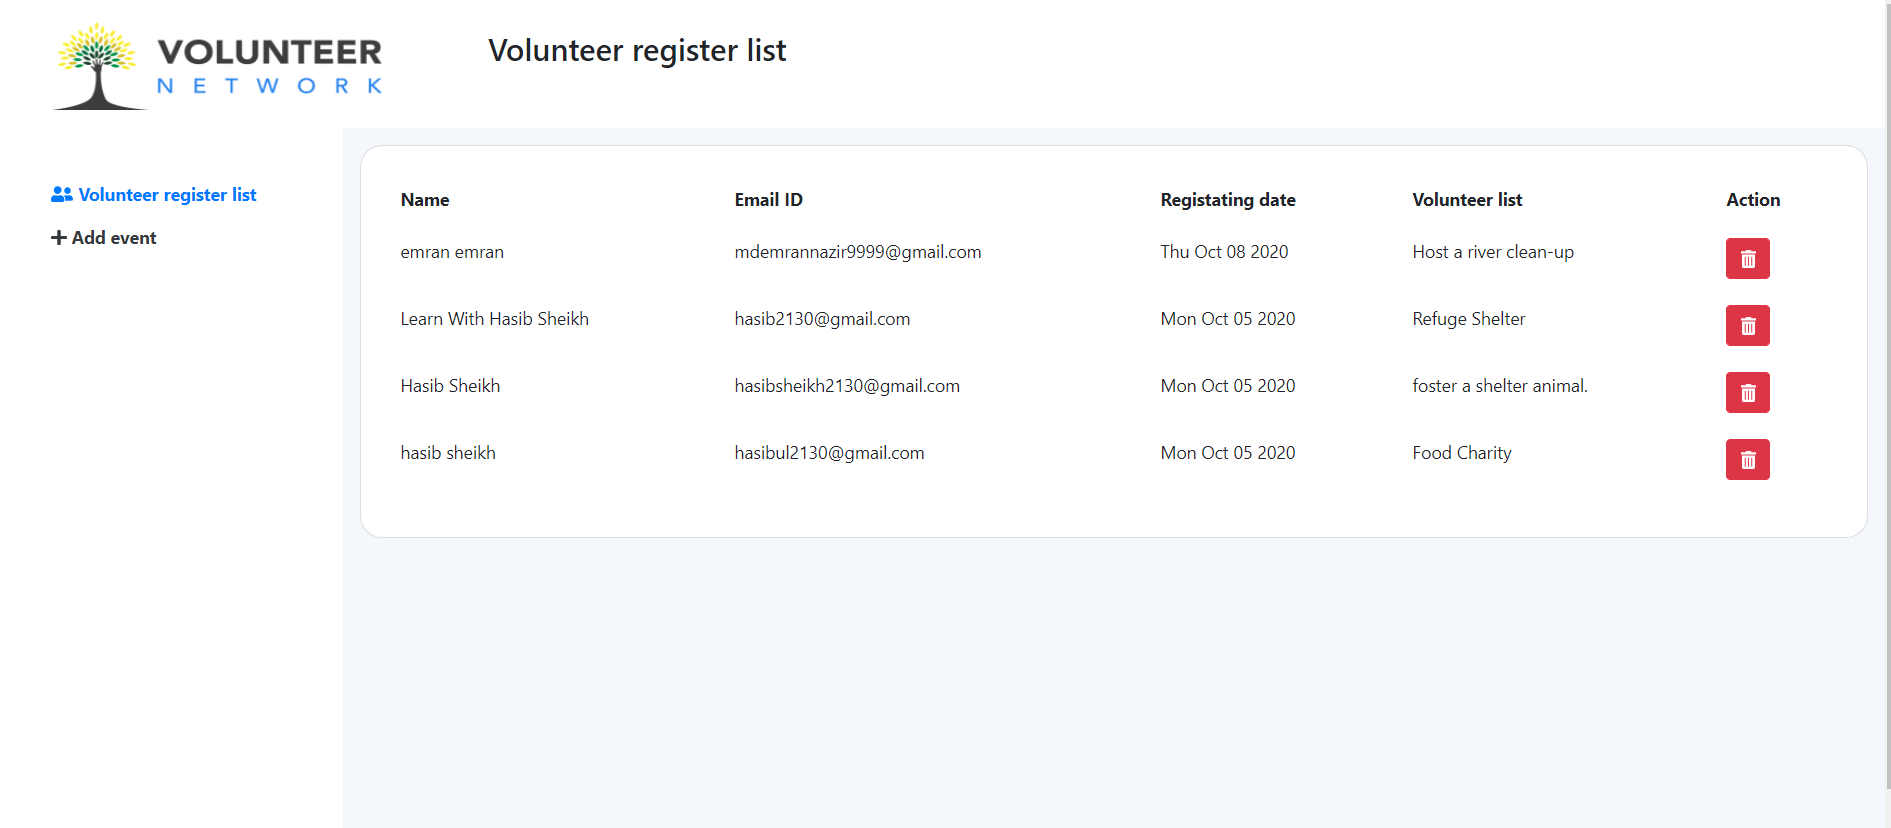 VOLUNTEER
NETWORK
Volunteer register list
Volunteer register list
Add event
Name Email ID Registating date Volunteer list Action
emran emran mdemrannazir9999@gmail.com Thu Oct 08 2020 Host a river clean-up
Learn With Hasib Sheikh hasib2130@gmail.com Mon Oct 05 2020 Refuge Shelter
Hasib Sheikh hasibsheikh2130@gmail.com Mon Oct 05 2020 foster a shelter animal.
hasib sheikh hasibul2130@gmail.com Mon Oct 05 2020 Food Charity